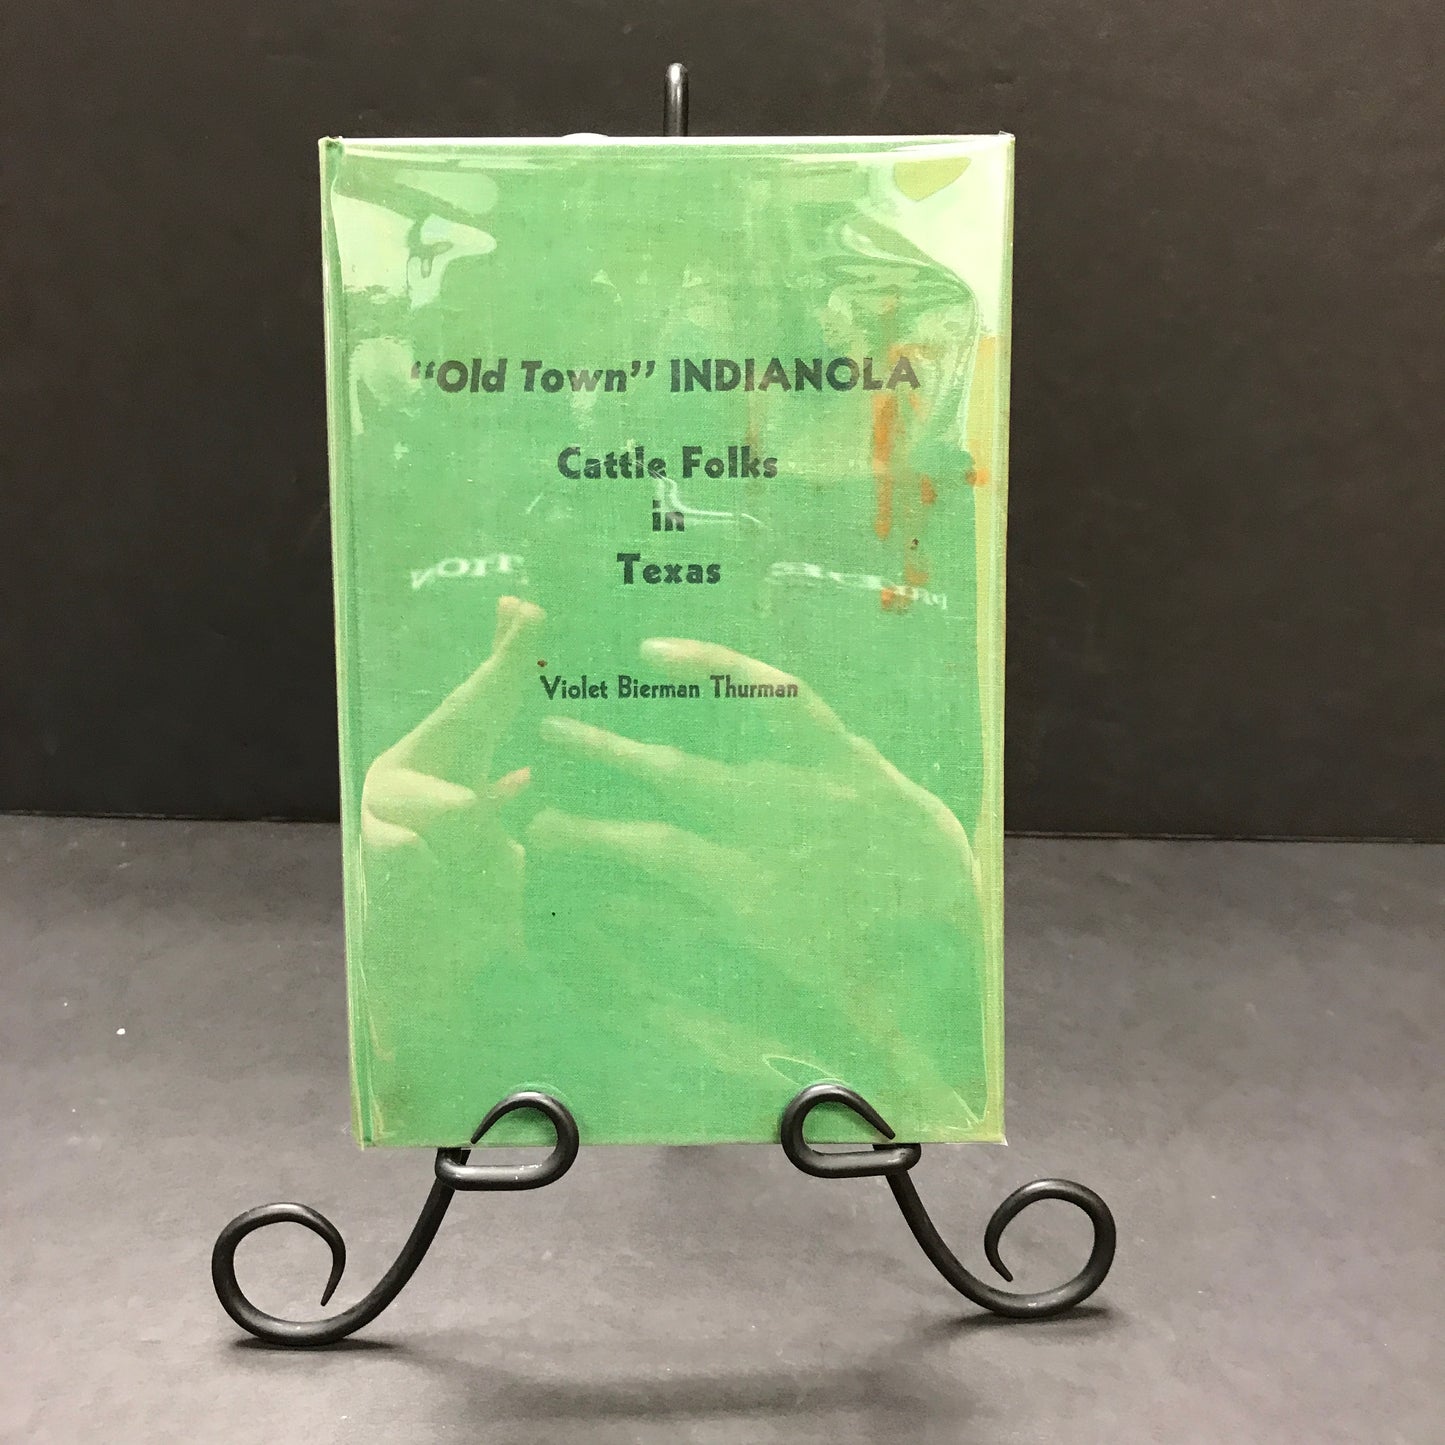 “Old Town” INDIANOLA
Cattle Folks
in
Texas
Violet Bierman Thurman